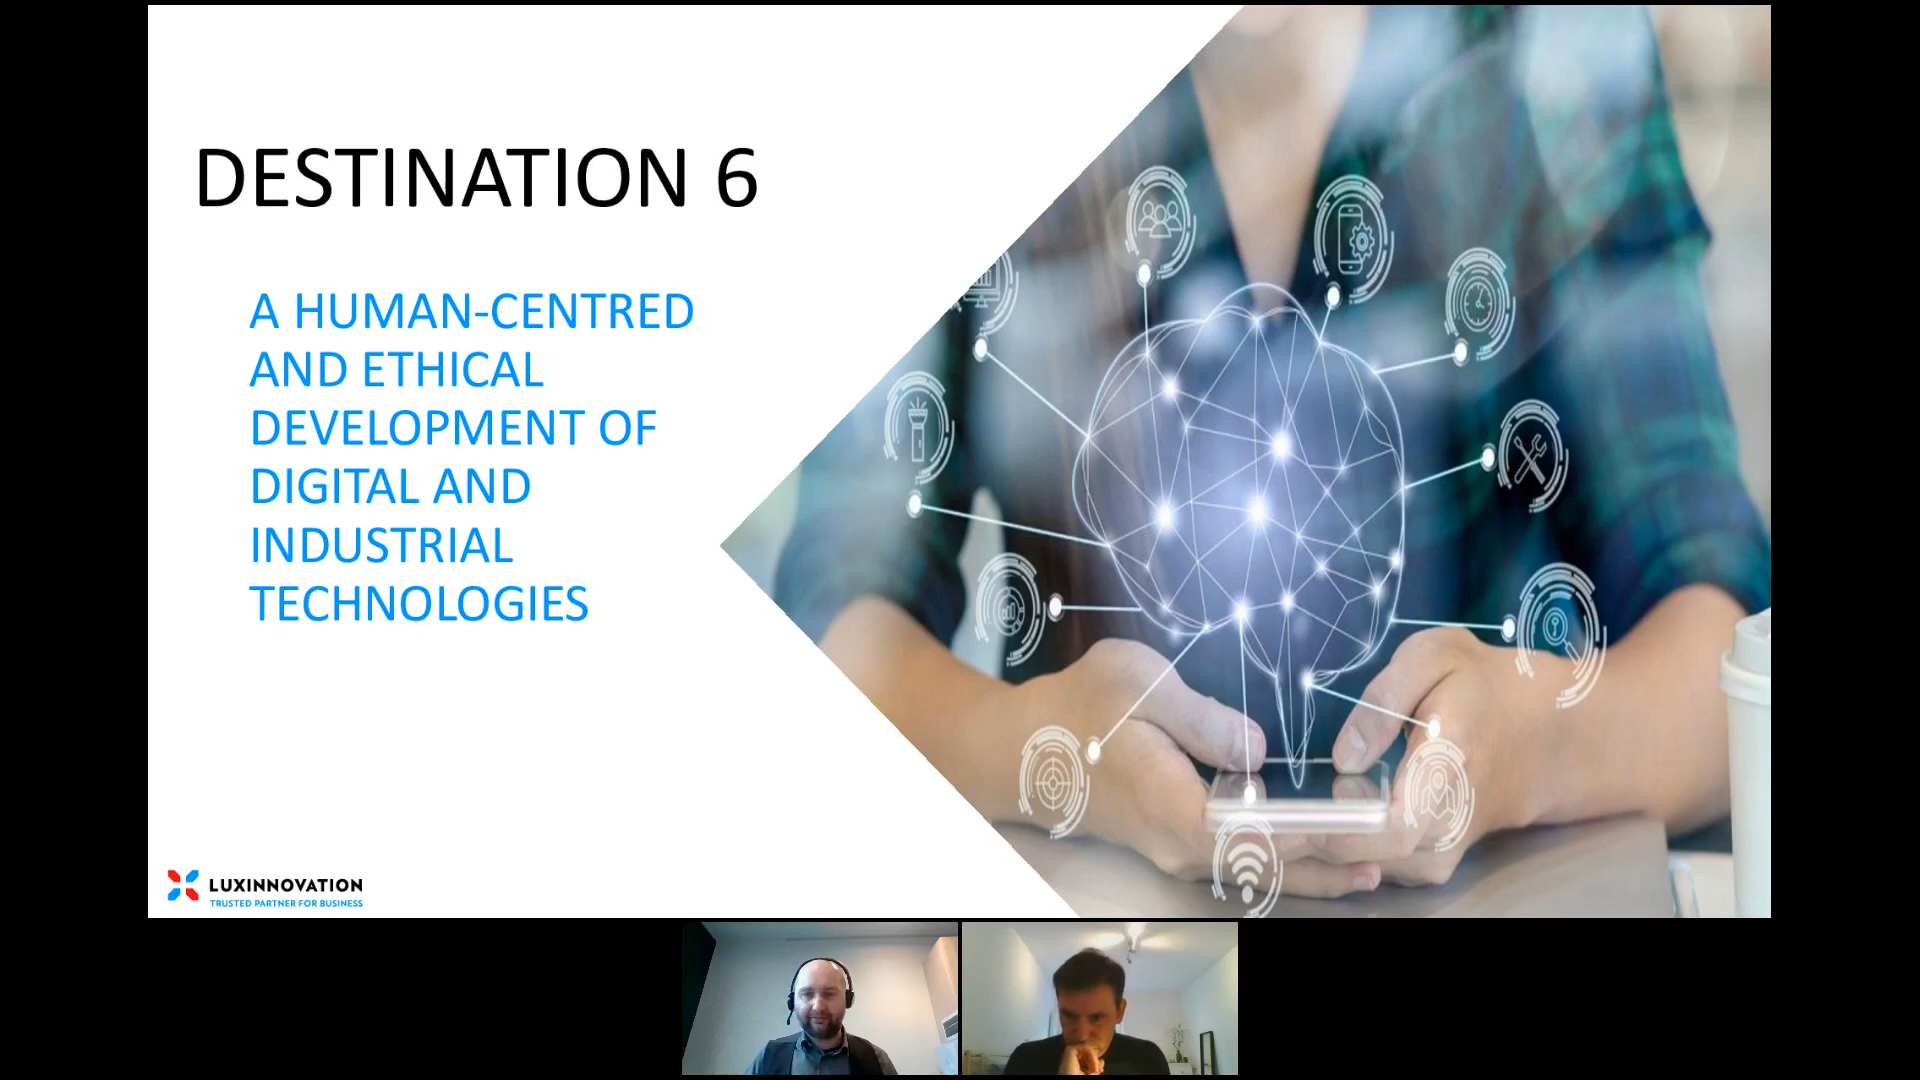 DESTINATION 6
A HUMAN-CENTRED
AND ETHICAL
DEVELOPMENT OF
DIGITAL AND
INDUSTRIAL
TECHNOLOGIES
LUXINNOVATION
TRUSTED PARTNER FOR BUSINESS